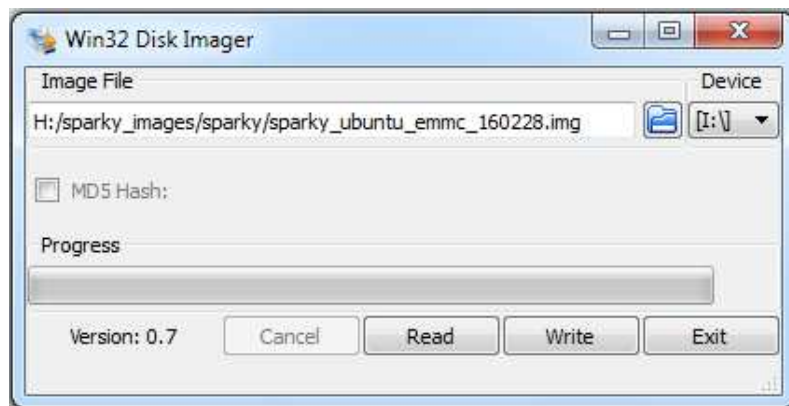 Win32 Disk Imager
Image File
Device
H:/sparky_images/sparky/sparky_ubuntu_emmc_160228.img
[I:\]
MD5 Hash:
Progress
Version: 0.7 Cancel Read Write Exit